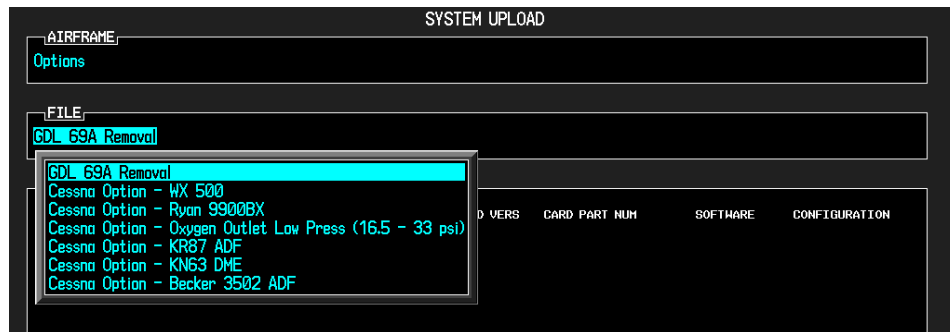 SYSTEM UPLOAD
AIRFRAME
Options
FILE
GDL 69A Removal
GDL 69A Removal
Cessna Option - WX 500
Cessna Option - Ryan 9900BX
Cessna Option - Oxygen Outlet Low Press (16.5 - 33 psi)
Cessna Option - KR87 ADF
Cessna Option - KN63 DME
Cessna Option - Becker 3502 ADF
D VERS CARD PART NUM SOFTWARE CONFIGURATION